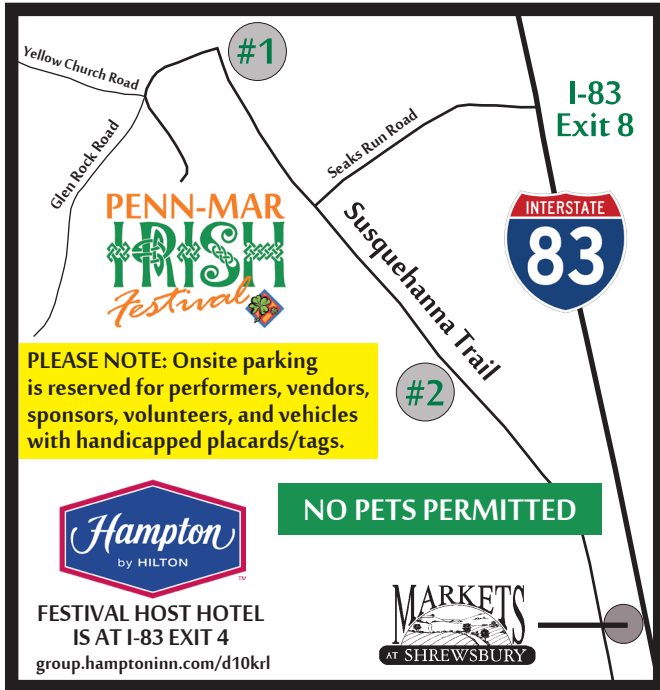 #1
Yellow Church Road
I-83
Exit 8
Seaks Run Road
Glen Rock Road
PENN-MAR
IRISH
Festival
INTERSTATE
83
Susquehanna Trail
PLEASE NOTE: Onsite parking
is reserved for performers, vendors,
sponsors, volunteers, and vehicles
with handicapped placards/tags.
#2
NO PETS PERMITTED
Hampton
by HILTON
™
FESTIVAL HOST HOTEL
IS AT I-83 EXIT 4
group.hamptoninn.com/d10krl
MARKETS
AT SHREWSBURY